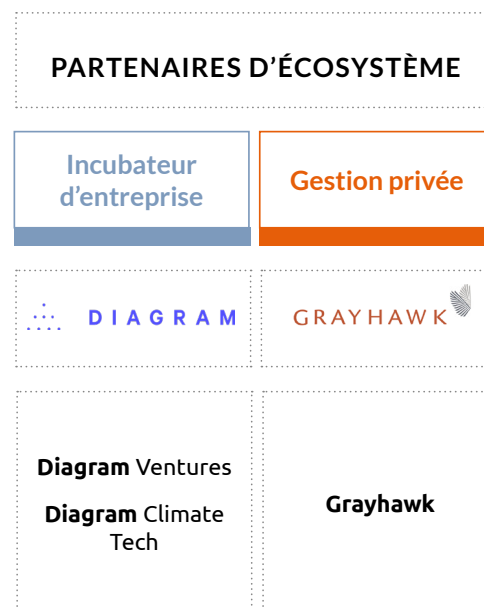 PARTENAIRES D’ÉCOSYSTÈME
Incubateur
d’entreprise
Gestion privée
DIAGRAM
GRAYHAWK
Diagram Ventures
Diagram Climate
Tech
Grayhawk